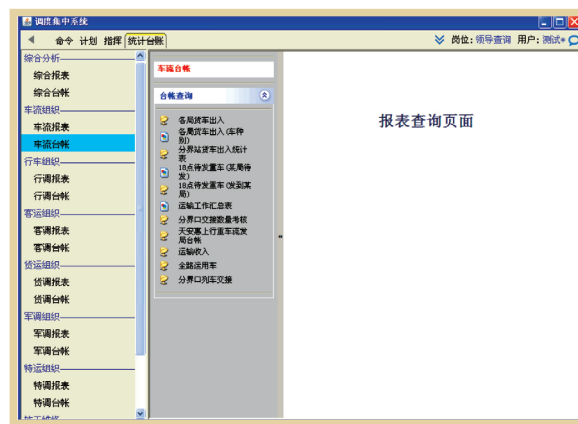 调度集中系统
命令 计划 指挥 统计台账
岗位:领导查询 用户:测试*
综合分析
综合报表
综合台帐
车流组织
车流报表
车流台帐
行车组织
行调报表
行调台帐
客运组织
客调报表
客调台帐
货运组织
货调报表
货调台帐
军调组织
军调报表
军调台帐
特运组织
特调报表
特调台帐
车流台帐
台帐查询
各局货车出入
各局货车出入(车种
别)
分界站货车出入统计
表
18点待发重车(某局待
发)
18点待发重车(发到某
局)
运输工作汇总表
分界口交接数量考核
天安惠上行重车流发
局台帐
运输收入
全路运用车
分界口列车交接
报表查询页面